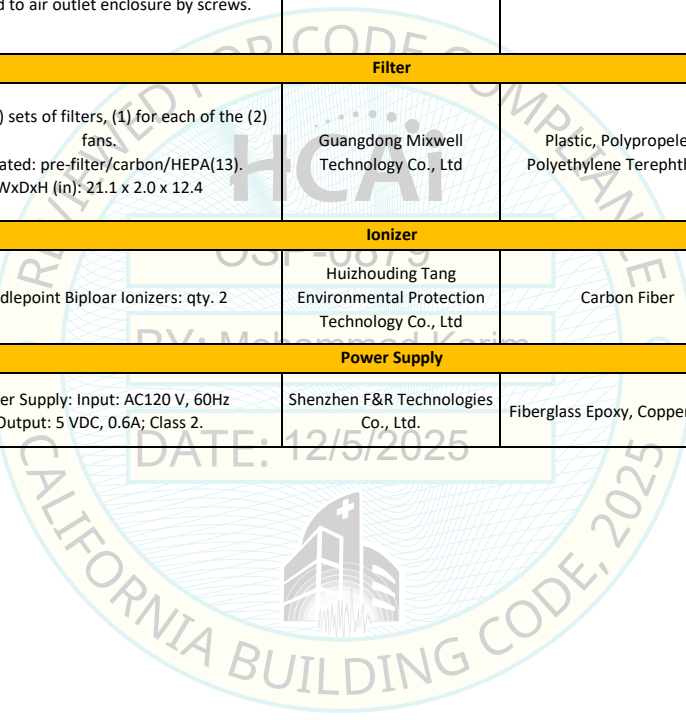 d to air outlet enclosure by screws.
Filter
) sets of filters, (1) for each of the (2)
fans.
ated: pre-filter/carbon/HEPA(13).
WxDxH (in): 21.1 x 2.0 x 12.4
Guangdong Mixwell
Technology Co., Ltd
Plastic, Polypropele
Polyethylene Terephth
Ionizer
dlepoint Biploar Ionizers: qty. 2
Huizhouding Tang
Environmental Protection
Technology Co., Ltd
Carbon Fiber
Power Supply
er Supply: Input: AC120 V, 60Hz
Output: 5 VDC, 0.6A; Class 2.
Shenzhen F&R Technologies
Co., Ltd.
Fiberglass Epoxy, Copper
REVIEWED FOR CODE COMPLIANCE
HCAi
OSP-0879
BY: Mohammad Karim
DATE: 12/5/2025
CALIFORNIA BUILDING CODE, 2025